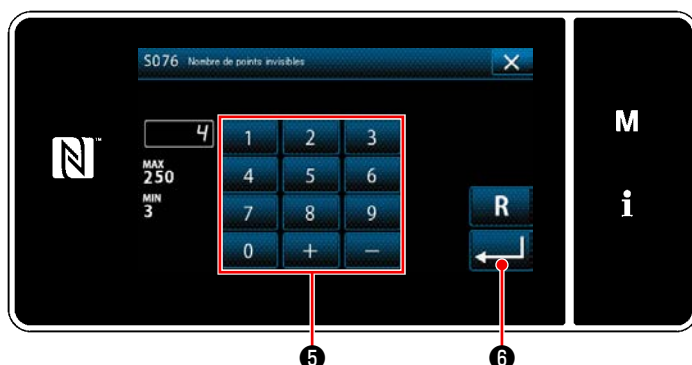 S076 Nombre de points invisibles
4
1 2 3
MAX
250
4 5 6
MIN
3
7 8 9
0 + −
R
M
i
N
❺ ❻